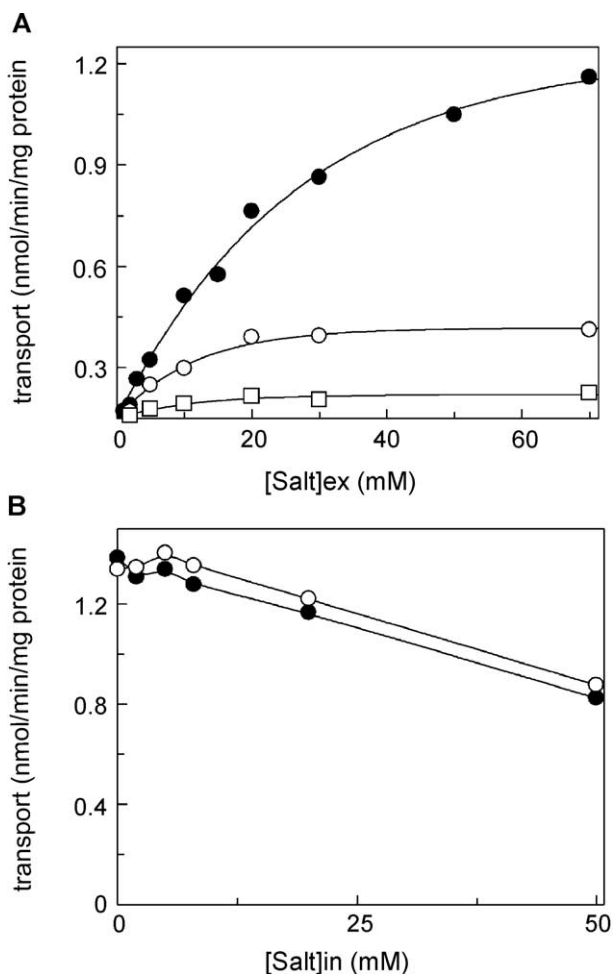 A
transport (nmol/min/mg protein
1.2
0.9
0.6
0.3
0
20
40
60
[Salt]ex (mM)
B
transport (nmol/min/mg protein
1.2
0.8
0.4
0
0
25
50
[Salt]in (mM)